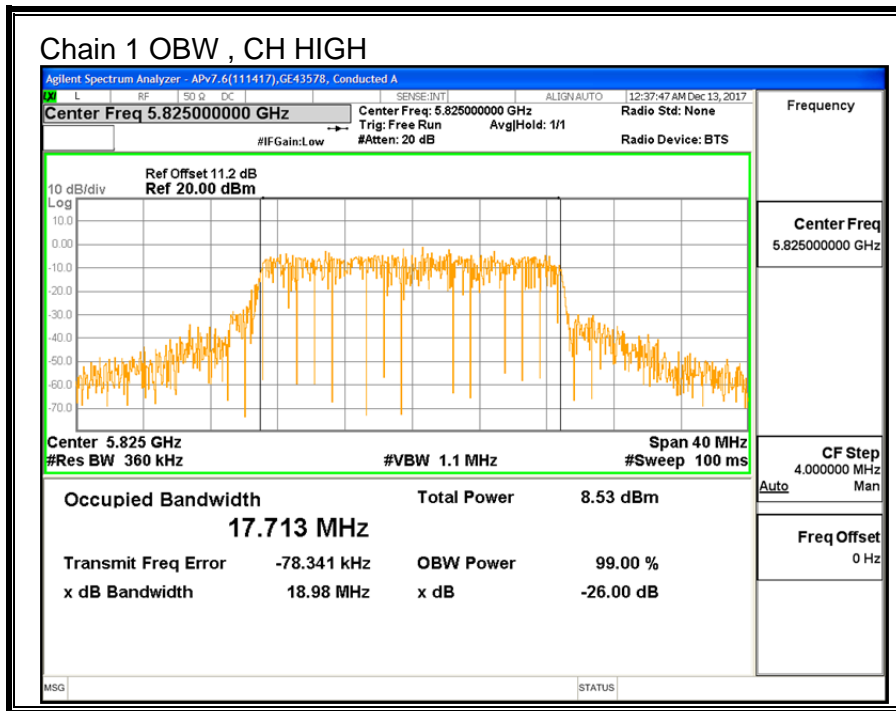 Chain 1 OBW , CH HIGH
Agilent Spectrum Analyzer - APv7.6(111417),GE43578, Conducted A
LXI L RF 50 Ω DC SENSE:INT ALIGN AUTO 12:37:47 AM Dec 13, 2017
Center Freq 5.825000000 GHz
Center Freq: 5.825000000 GHz
Radio Std: None
Trig: Free Run Avg|Hold: 1/1
#IFGain:Low #Atten: 20 dB Radio Device: BTS
Ref Offset 11.2 dB
10 dB/div Ref 20.00 dBm
Log
10.0
0.00
-10.0
-20.0
-30.0
-40.0
-50.0
-60.0
-70.0
Center 5.825 GHz Span 40 MHz
#Res BW 360 kHz #VBW 1.1 MHz #Sweep 100 ms
Occupied Bandwidth Total Power 8.53 dBm
17.713 MHz
Transmit Freq Error -78.341 kHz OBW Power 99.00 %
x dB Bandwidth 18.98 MHz x dB -26.00 dB
Frequency
Center Freq
5.825000000 GHz
CF Step
4.000000 MHz
Auto Man
Freq Offset
0 Hz
MSG STATUS